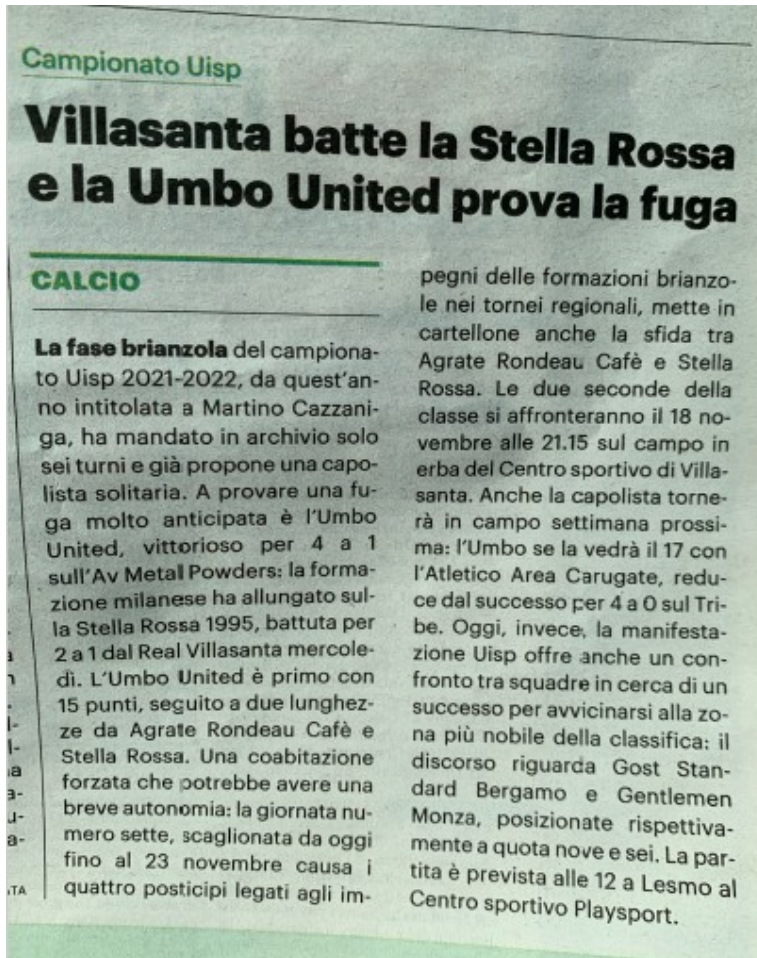 Campionato Uisp
Villasanta batte la Stella Rossa
e la Umbo United prova la fuga
CALCIO
La fase brianzola del campiona-
to Uisp 2021-2022, da quest'an-
no intitolata a Martino Cazzani-
ga, ha mandato in archivio solo
sei turni e già propone una capo-
lista solitaria. A provare una fu-
ga molto anticipata è l'Umbo
United, vittorioso per 4 a 1
sull'Av Metal Powders: la forma-
zione milanese ha allungato sul-
la Stella Rossa 1995, battuta per
2 a 1 dal Real Villasanta mercole-
dì. L'Umbo United è primo con
15 punti, seguito a due lunghez-
ze da Agrate Rondeau Cafè e
Stella Rossa. Una coabitazione
forzata che potrebbe avere una
breve autonomia: la giornata nu-
mero sette, scaglionata da oggi
fino al 23 novembre causa i
quattro posticipi legati agli im-
pegni delle formazioni brianzo-
le nei tornei regionali, mette in
cartellone anche la sfida tra
Agrate Rondeau Cafè e Stella
Rossa. Le due seconde della
classe si affronteranno il 18 no-
vembre alle 21.15 sul campo in
erba del Centro sportivo di Villa-
santa. Anche la capolista torne-
rà in campo settimana prossi-
ma: l'Umbo se la vedrà il 17 con
l'Atletico Area Carugate, redu-
ce dal successo per 4 a 0 sul Tri-
be. Oggi, invece, la manifesta-
zione Uisp offre anche un con-
fronto tra squadre in cerca di un
successo per avvicinarsi alla zo-
na più nobile della classifica: il
discorso riguarda Gost Stan-
dard Bergamo e Gentlemen
Monza, posizionate rispettiva-
mente a quota nove e sei. La par-
tita è prevista alle 12 a Lesmo al
Centro sportivo Playsport.